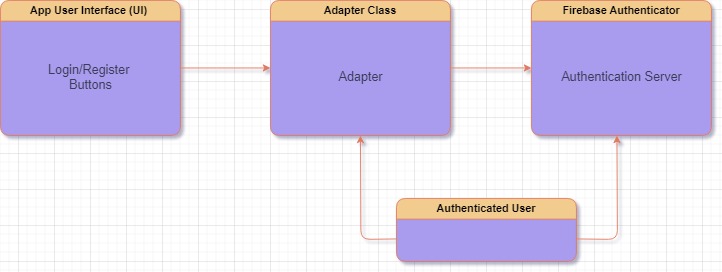 App User Interface (UI)
Adapter Class
Firebase Authenticator
Login/Register
Buttons
Adapter
Authentication Server
Authenticated User